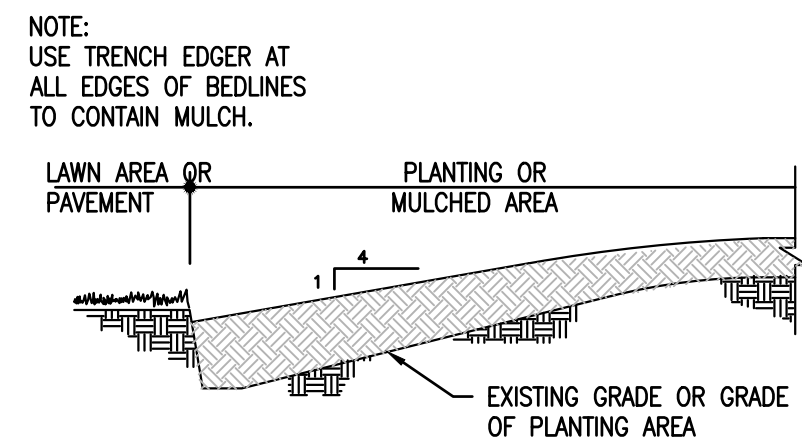 NOTE:
USE TRENCH EDGER AT
ALL EDGES OF BEDLINES
TO CONTAIN MULCH.
LAWN AREA OR
PAVEMENT
PLANTING OR
MULCHED AREA
4
1
EXISTING GRADE OR GRADE
OF PLANTING AREA